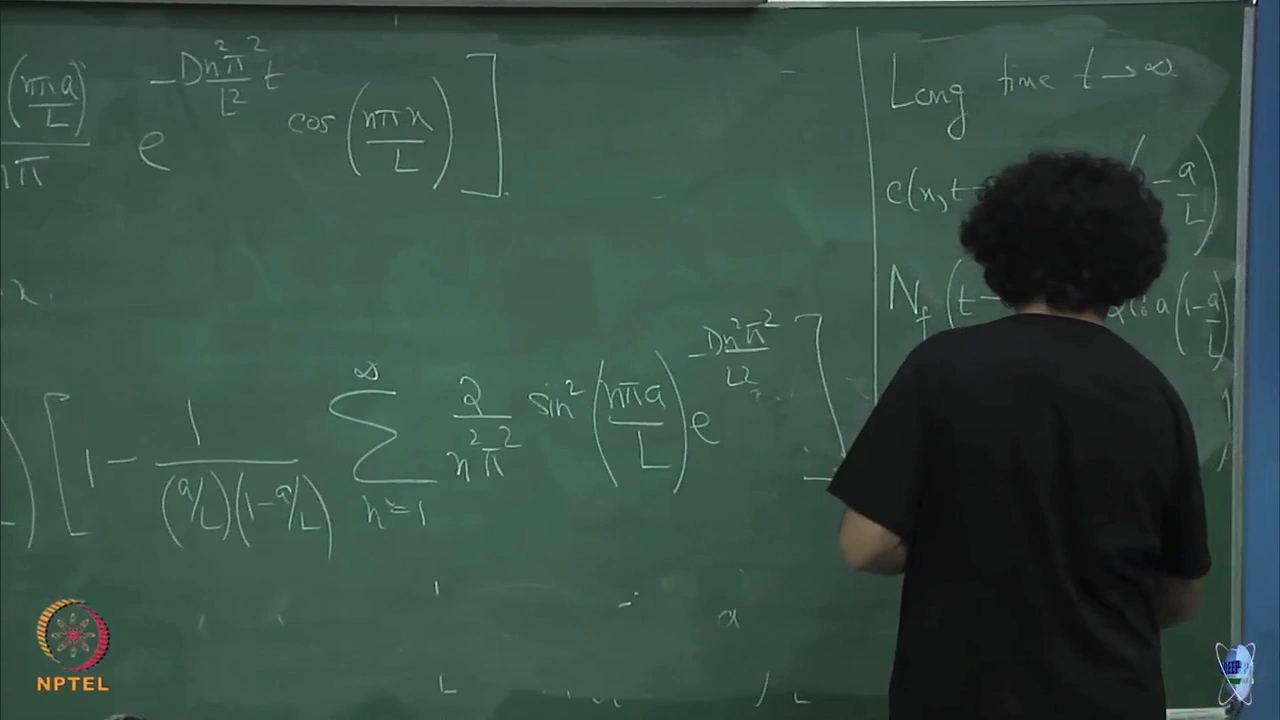 (nπa/L)/nπ e^{-Dn²π²/L² t} cos(nπx/L)]
x.
) [1 - 1/((a/L)(1-a/L)) Σ_{n=1}^{∞} 2/(n²π²) sin²(nπa/L) e^{-Dn²π²/L²}]
Long time t→∞
c(x, t - a/L)
N_f (t a(1-a/L)
NPTEL